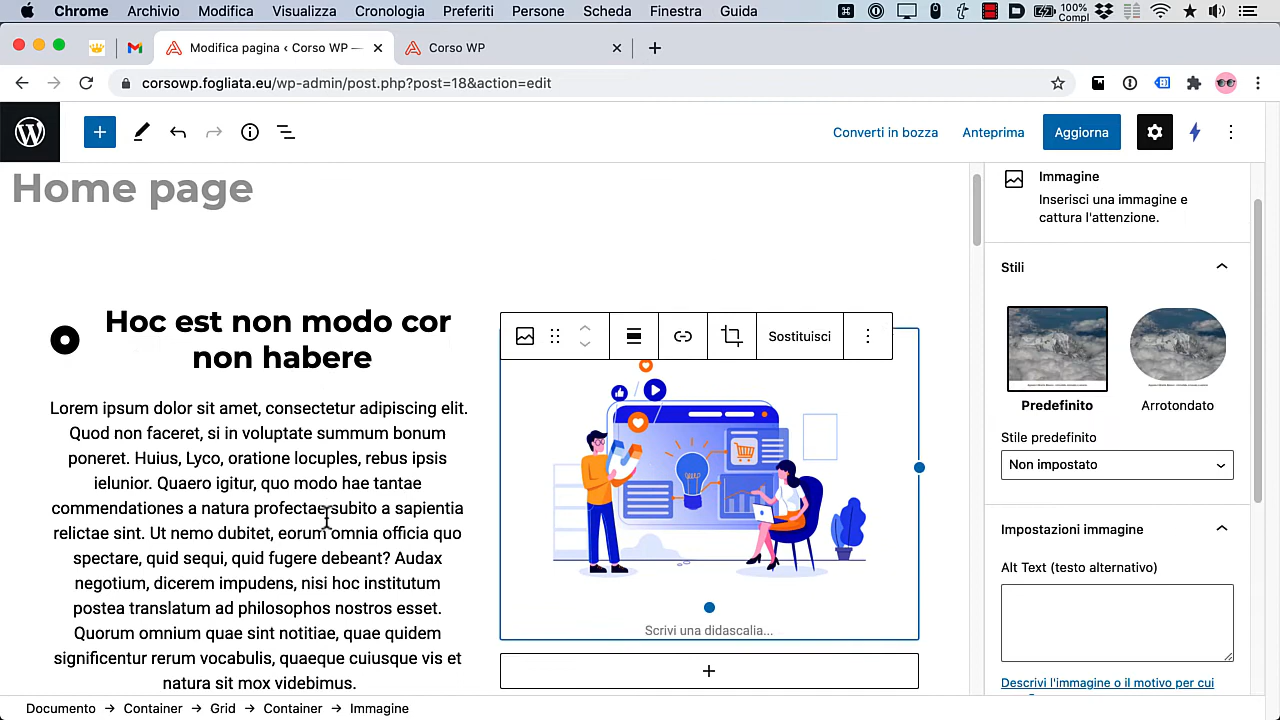 Chrome Archivio Modifica Visualizza Cronologia Preferiti Persone Scheda Finestra Guida 100% Compl
Modifica pagina ‹ Corso WP — Corso WP
corsowp.fogliata.eu/wp-admin/post.php?post=18&action=edit
Converti in bozza Anteprima Aggiorna
Home page
Immagine
Inserisci una immagine e
cattura l'attenzione.
Stili
Predefinito Arrotondato
Stile predefinito
Non impostato
Impostazioni immagine
Alt Text (testo alternativo)
Descrivi l'immagine o il motivo per cui
Hoc est non modo cor
non habere
Lorem ipsum dolor sit amet, consectetur adipiscing elit.
Quod non faceret, si in voluptate summum bonum
poneret. Huius, Lyco, oratione locuples, rebus ipsis
ielunior. Quaero igitur, quo modo hae tantae
commendationes a natura profectae subito a sapientia
relictae sint. Ut nemo dubitet, eorum omnia officia quo
spectare, quid sequi, quid fugere debeant? Audax
negotium, dicerem impudens, nisi hoc institutum
postea translatum ad philosophos nostros esset.
Quorum omnium quae sint notitiae, quae quidem
significentur rerum vocabulis, quaeque cuiusque vis et
natura sit mox videbimus.
Sostituisci
Scrivi una didascalia...
Documento → Container → Grid → Container → Immagine